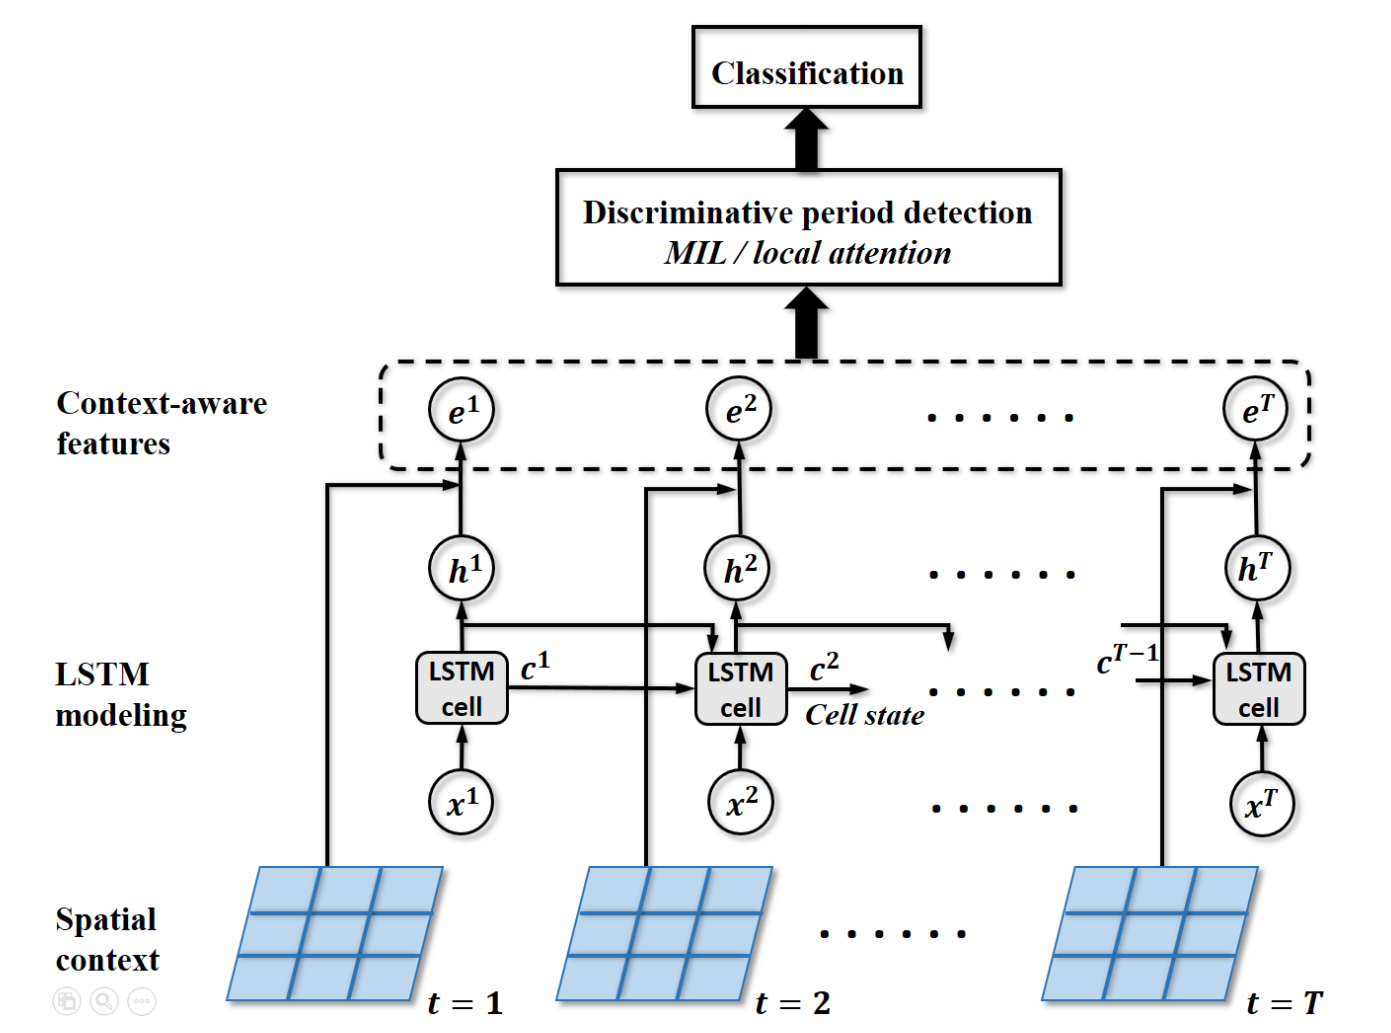 Classification
Discriminative period detection
MIL / local attention
Context-aware
features
e^1 e^2 ...... e^T
h^1 h^2 ...... h^T
LSTM
modeling
LSTM
cell
c^1
LSTM
cell
c^2
Cell state
......
c^{T-1}
LSTM
cell
x^1 x^2 ...... x^T
Spatial
context
......
t = 1
t = 2
t = T